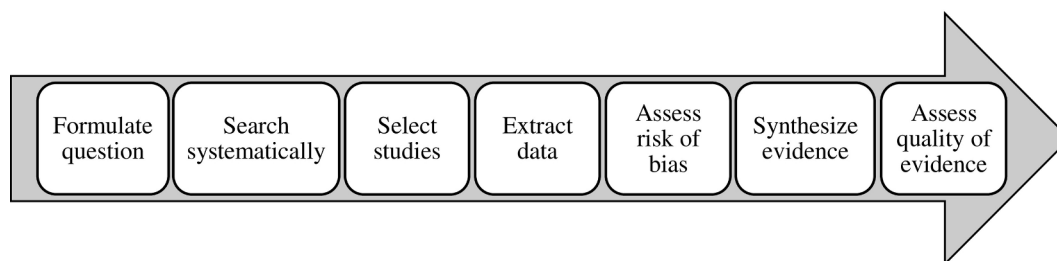 Formulate
question
Search
systematically
Select
studies
Extract
data
Assess
risk of
bias
Synthesize
evidence
Assess
quality of
evidence